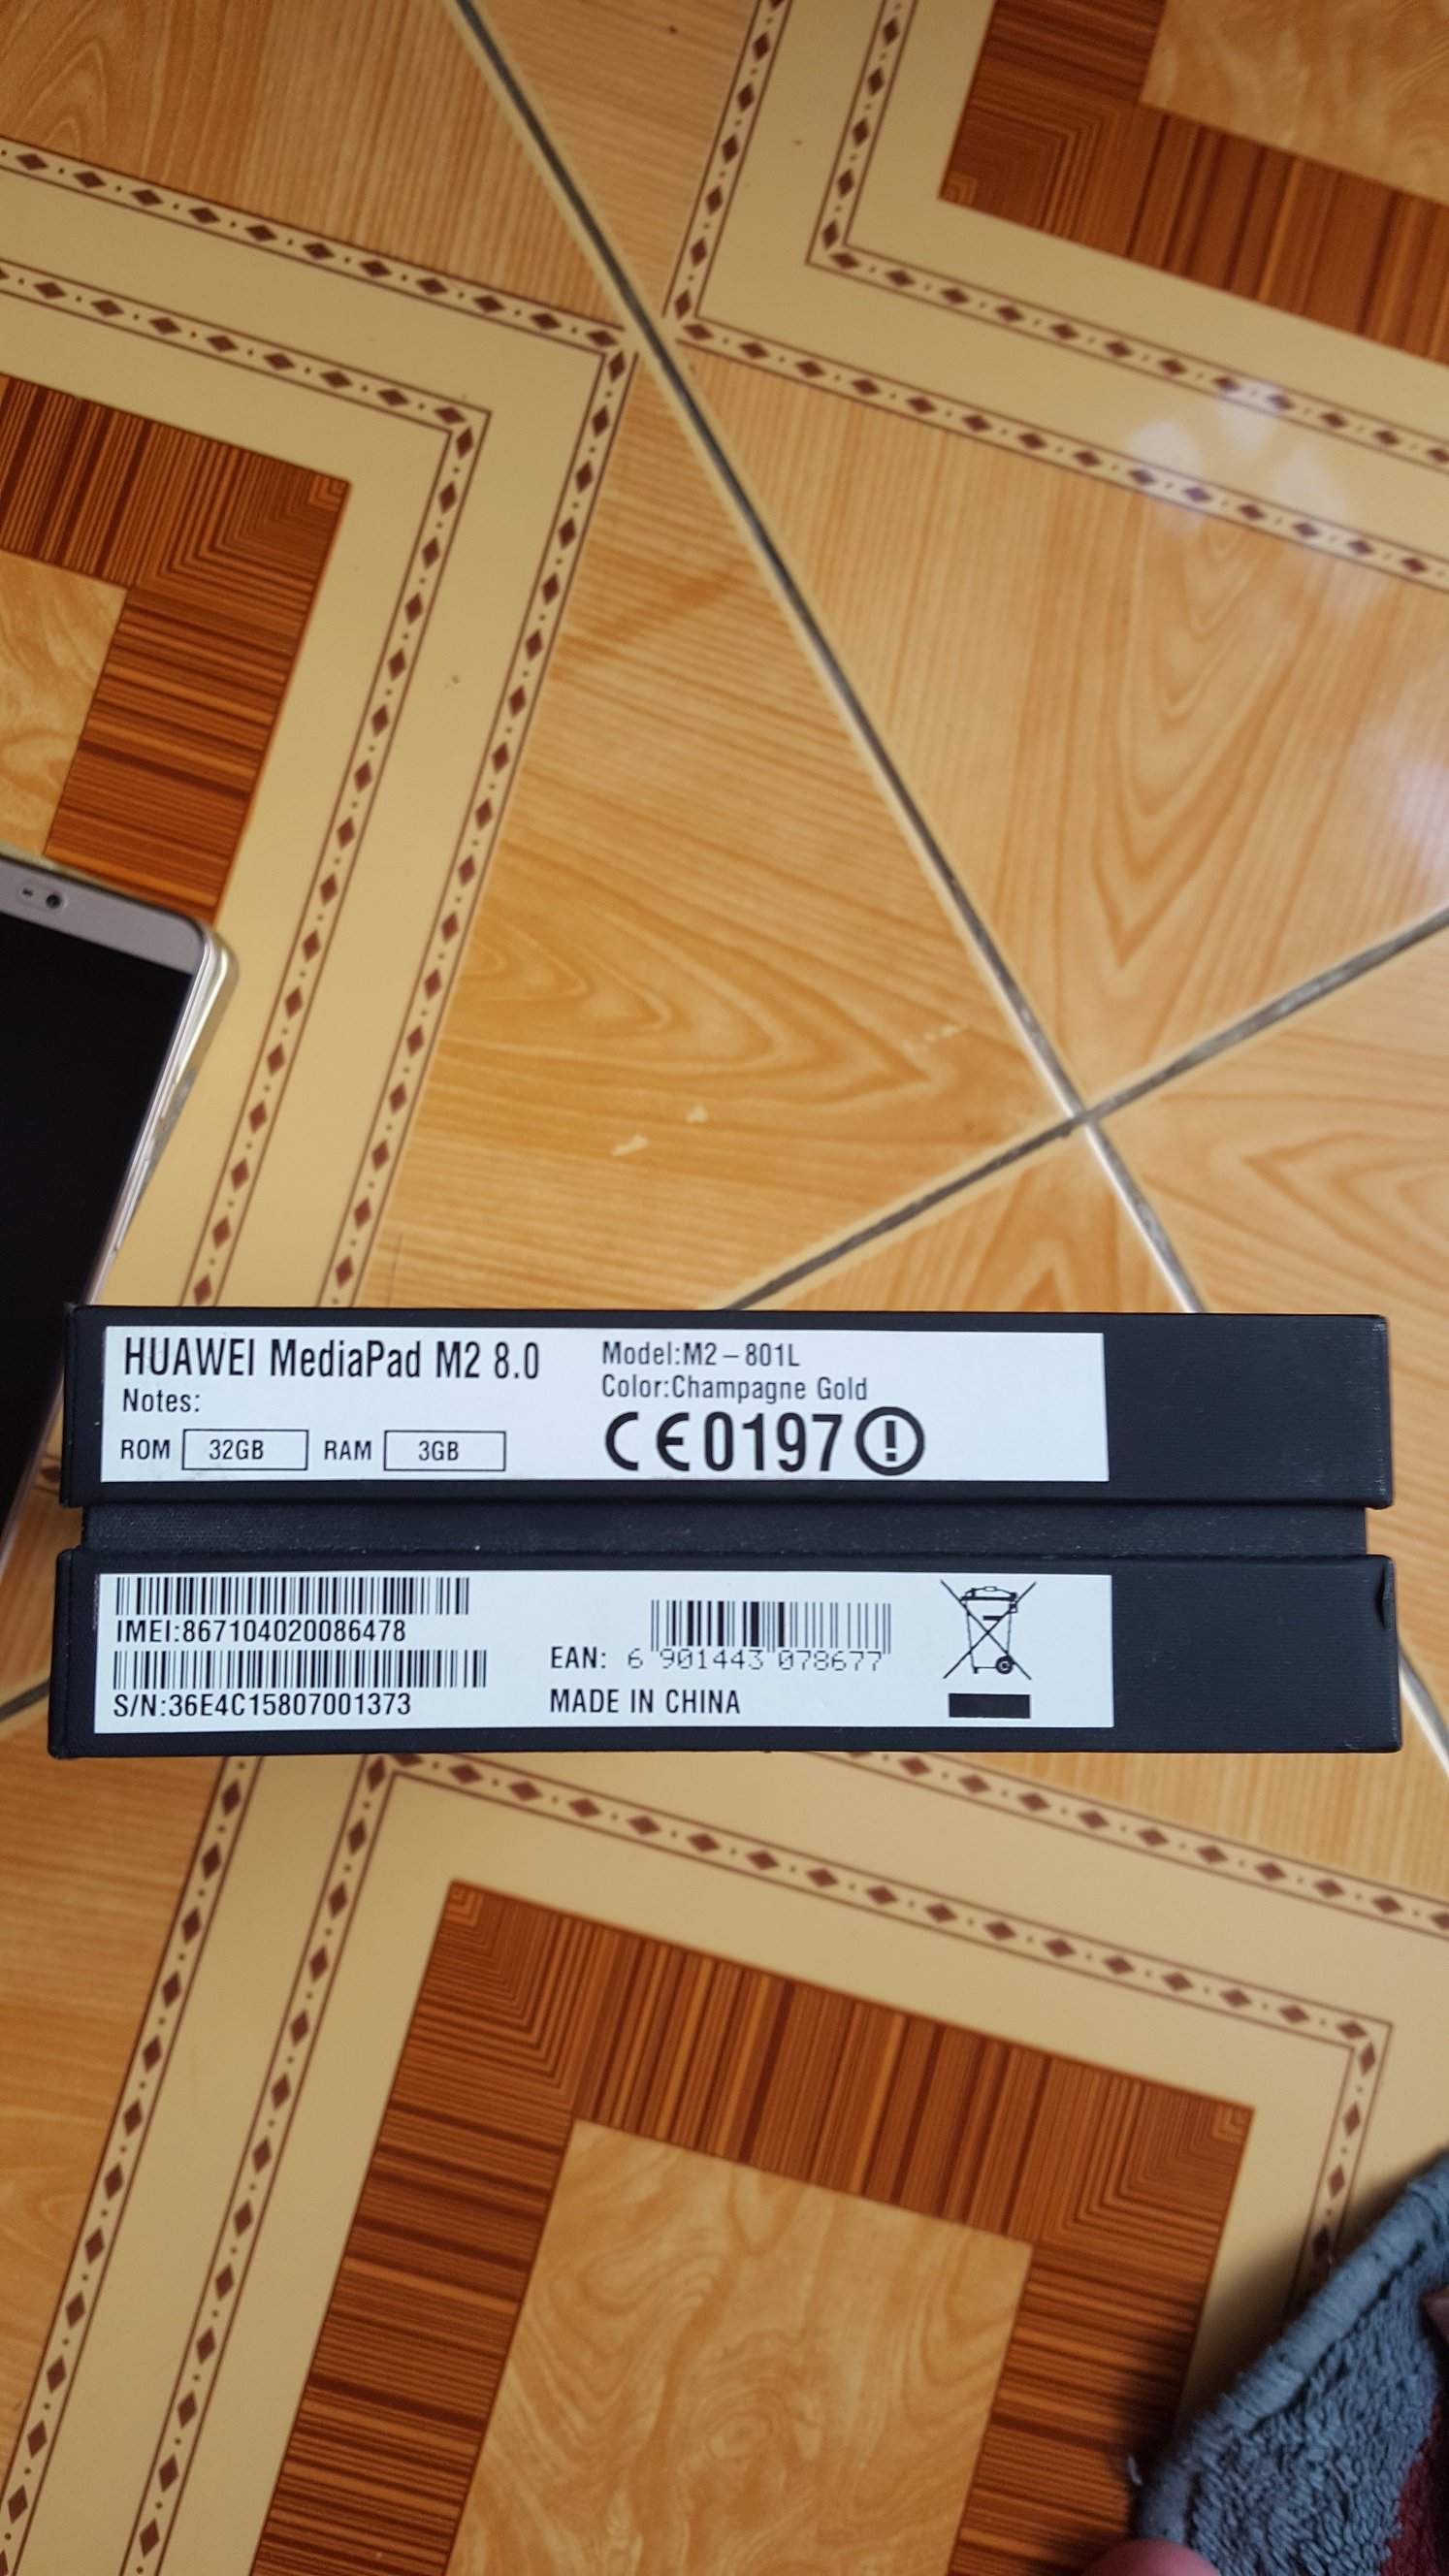 HUAWEI MediaPad M2 8.0
Notes:
ROM 32GB RAM 3GB
Model:M2-801L
Color:Champagne Gold
CE0197
IMEI:867104020086478
S/N:36E4C15807001373
EAN: 6 901443 078677
MADE IN CHINA